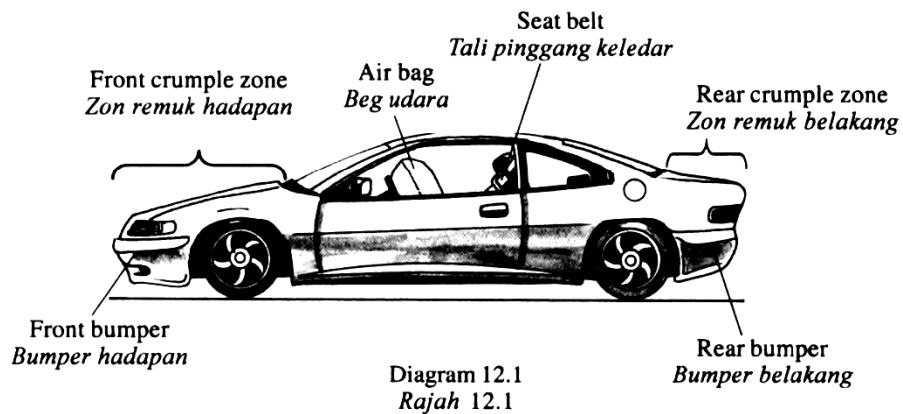 Seat belt
Tali pinggang keledar
Front crumple zone
Zon remuk hadapan
Air bag
Beg udara
Rear crumple zone
Zon remuk belakang
Front bumper
Bumper hadapan
Rear bumper
Bumper belakang
Diagram 12.1
Rajah 12.1